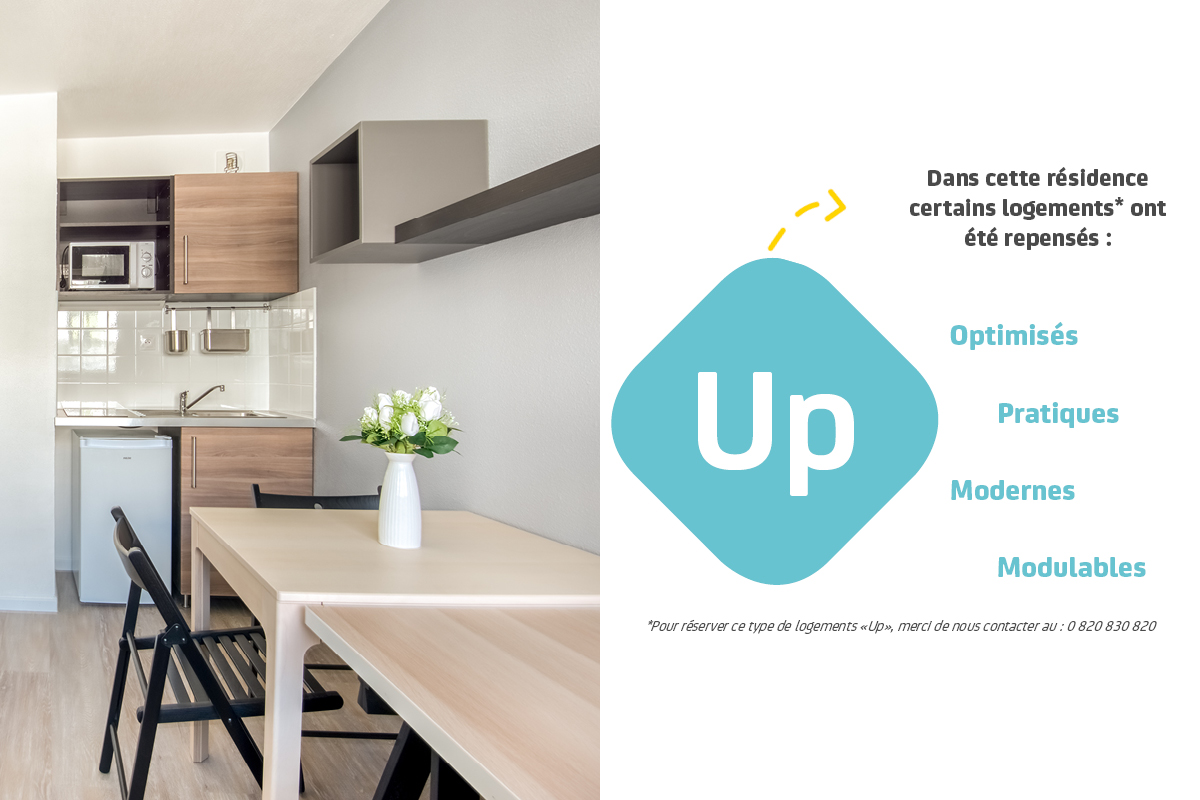 Dans cette résidence
certains logements* ont
été repensés :
Up
Optimisés
Pratiques
Modernes
Modulables
*Pour réserver ce type de logements «Up», merci de nous contacter au : 0 820 830 820